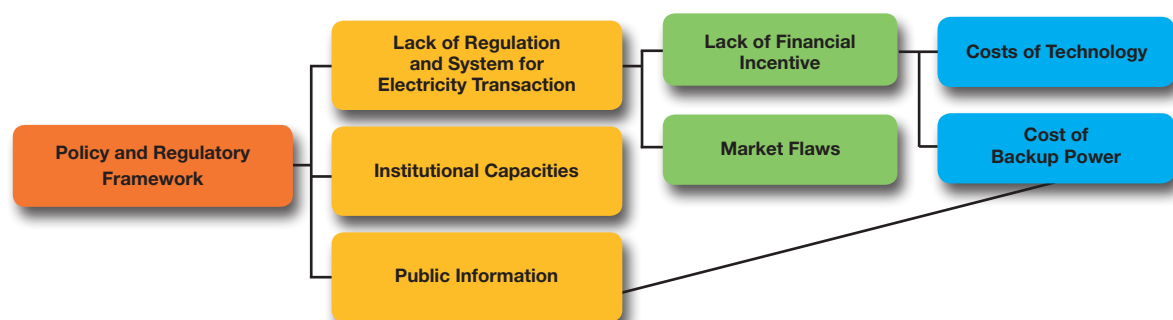 Policy and Regulatory
Framework
Lack of Regulation
and System for
Electricity Transaction
Institutional Capacities
Public Information
Lack of Financial
Incentive
Market Flaws
Costs of Technology
Cost of
Backup Power